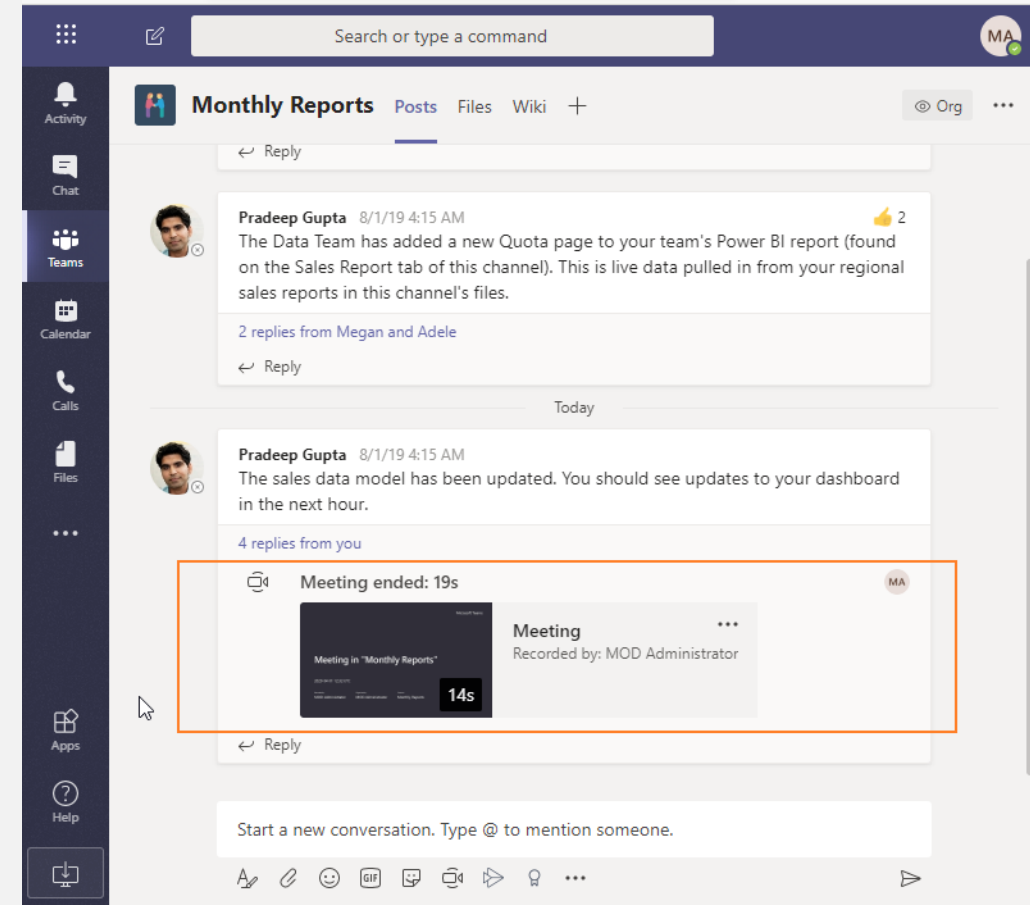 Search or type a command
MA
Activity
Chat
Teams
Calendar
Calls
Files
Apps
Help
Monthly Reports Posts Files Wiki
Org
Reply
Pradeep Gupta 8/1/19 4:15 AM
2
The Data Team has added a new Quota page to your team's Power BI report (found
on the Sales Report tab of this channel). This is live data pulled in from your regional
sales reports in this channel's files.
2 replies from Megan and Adele
Reply
Today
Pradeep Gupta 8/1/19 4:15 AM
The sales data model has been updated. You should see updates to your dashboard
in the next hour.
4 replies from you
Meeting ended: 19s
MA
Microsoft Teams
Meeting in "Monthly Reports"
14s
Meeting
Recorded by: MOD Administrator
Reply
Start a new conversation. Type @ to mention someone.
GIF